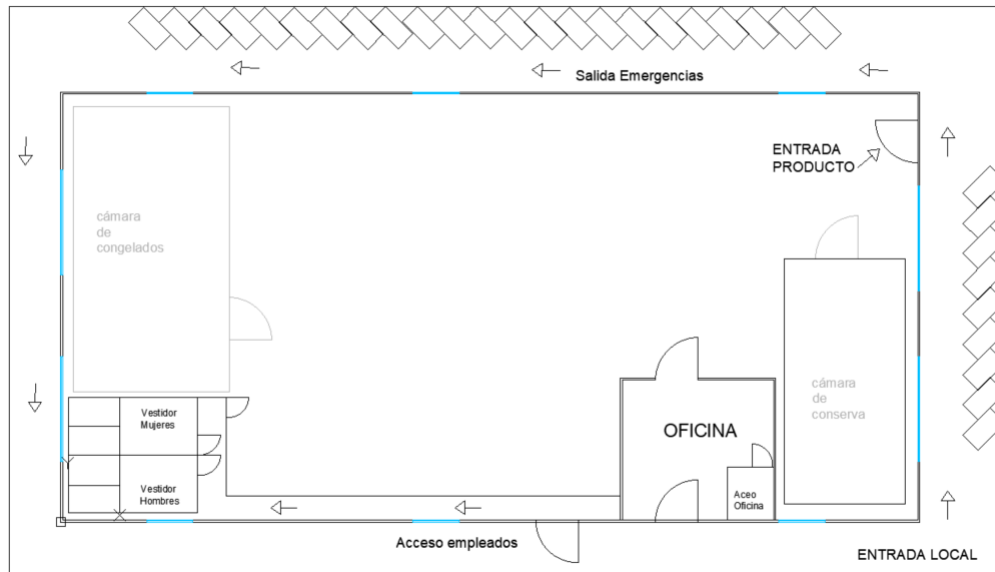 Salida Emergencias
ENTRADA
PRODUCTO
cámara
de
congelados
cámara
de
conserva
Vestidor
Mujeres
OFICINA
Vestidor
Hombres
Aceo
Oficina
Acceso empleados
ENTRADA LOCAL